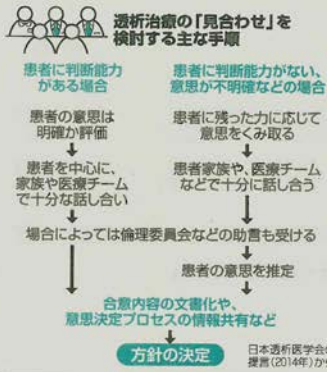 透析治療の「見合わせ」を
検討する主な手順
患者に判断能力
がある場合
患者の意思は
明確か評価
患者を中心に、
家族や医療チーム
で十分な話し合い
患者に判断能力がない、
意思が不明確などの場合
患者に残った力に応じて
意思をくみ取る
患者家族や、医療チーム
などで十分に話し合う
場合によっては倫理委員会などの助言も受ける
患者の意思を推定
合意内容の文書化や、
意思決定プロセスの情報共有など
方針の決定
日本透析医学会の
提言(2014年)から